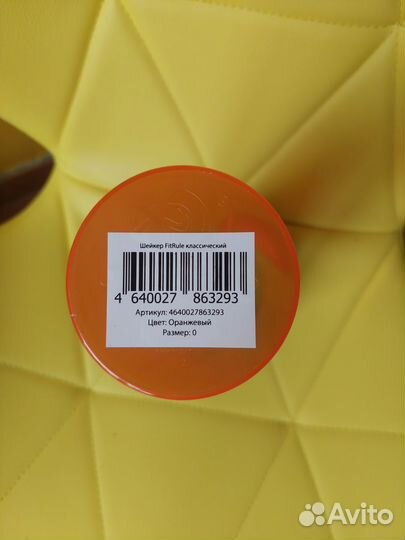 Шейкер FitRule классический
4 640027 863293
Артикул: 4640027863293
Цвет: Оранжевый
Размер: 0
Avito